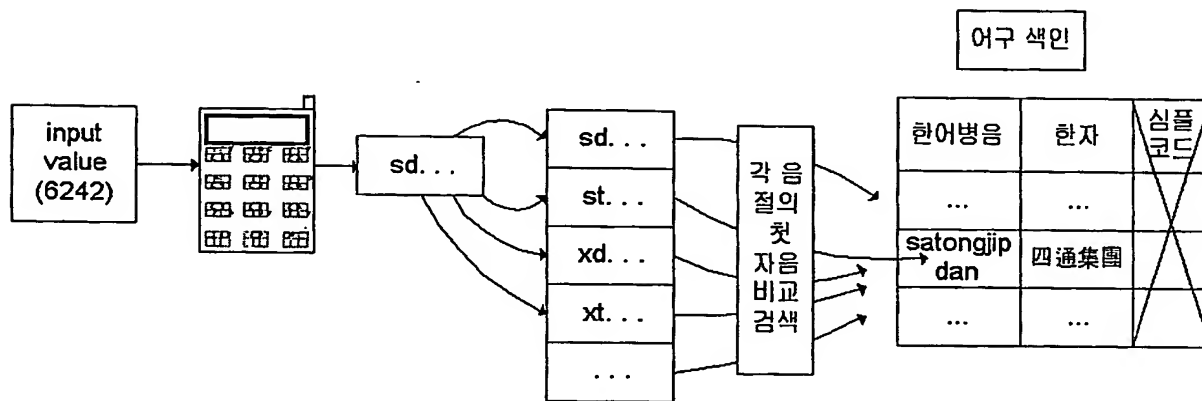 어구 색인
input
value
(6242)
sd...
sd...
st...
xd...
xt...
...
각 음
절의
첫
자음
비교
검색
한어병음 한자 심플
코드
... ...
satongjip
dan 四通集團
... ...